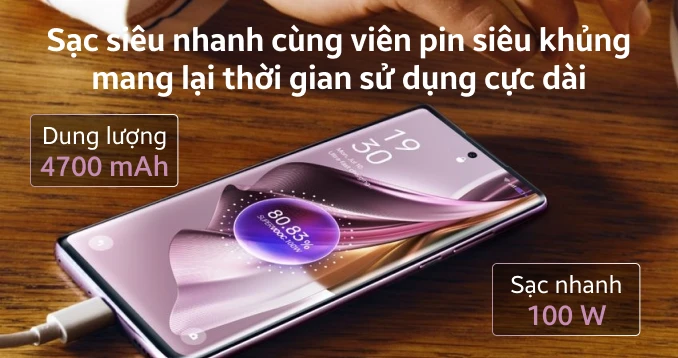 Sạc siêu nhanh cùng viên pin siêu khủng
mang lại thời gian sử dụng cực dài
Dung lượng
4700 mAh
19
30
80.83%
SUPERVOOC 100W
Sạc nhanh
100 W